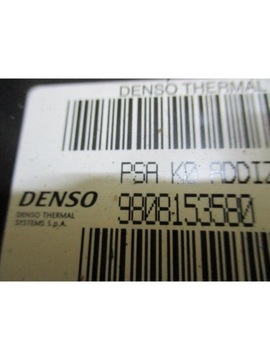 DENSO THERMAL
PSA K0 ADDIZ
DENSO
9808153580
DENSO THERMAL
SYSTEMS S.p.A.